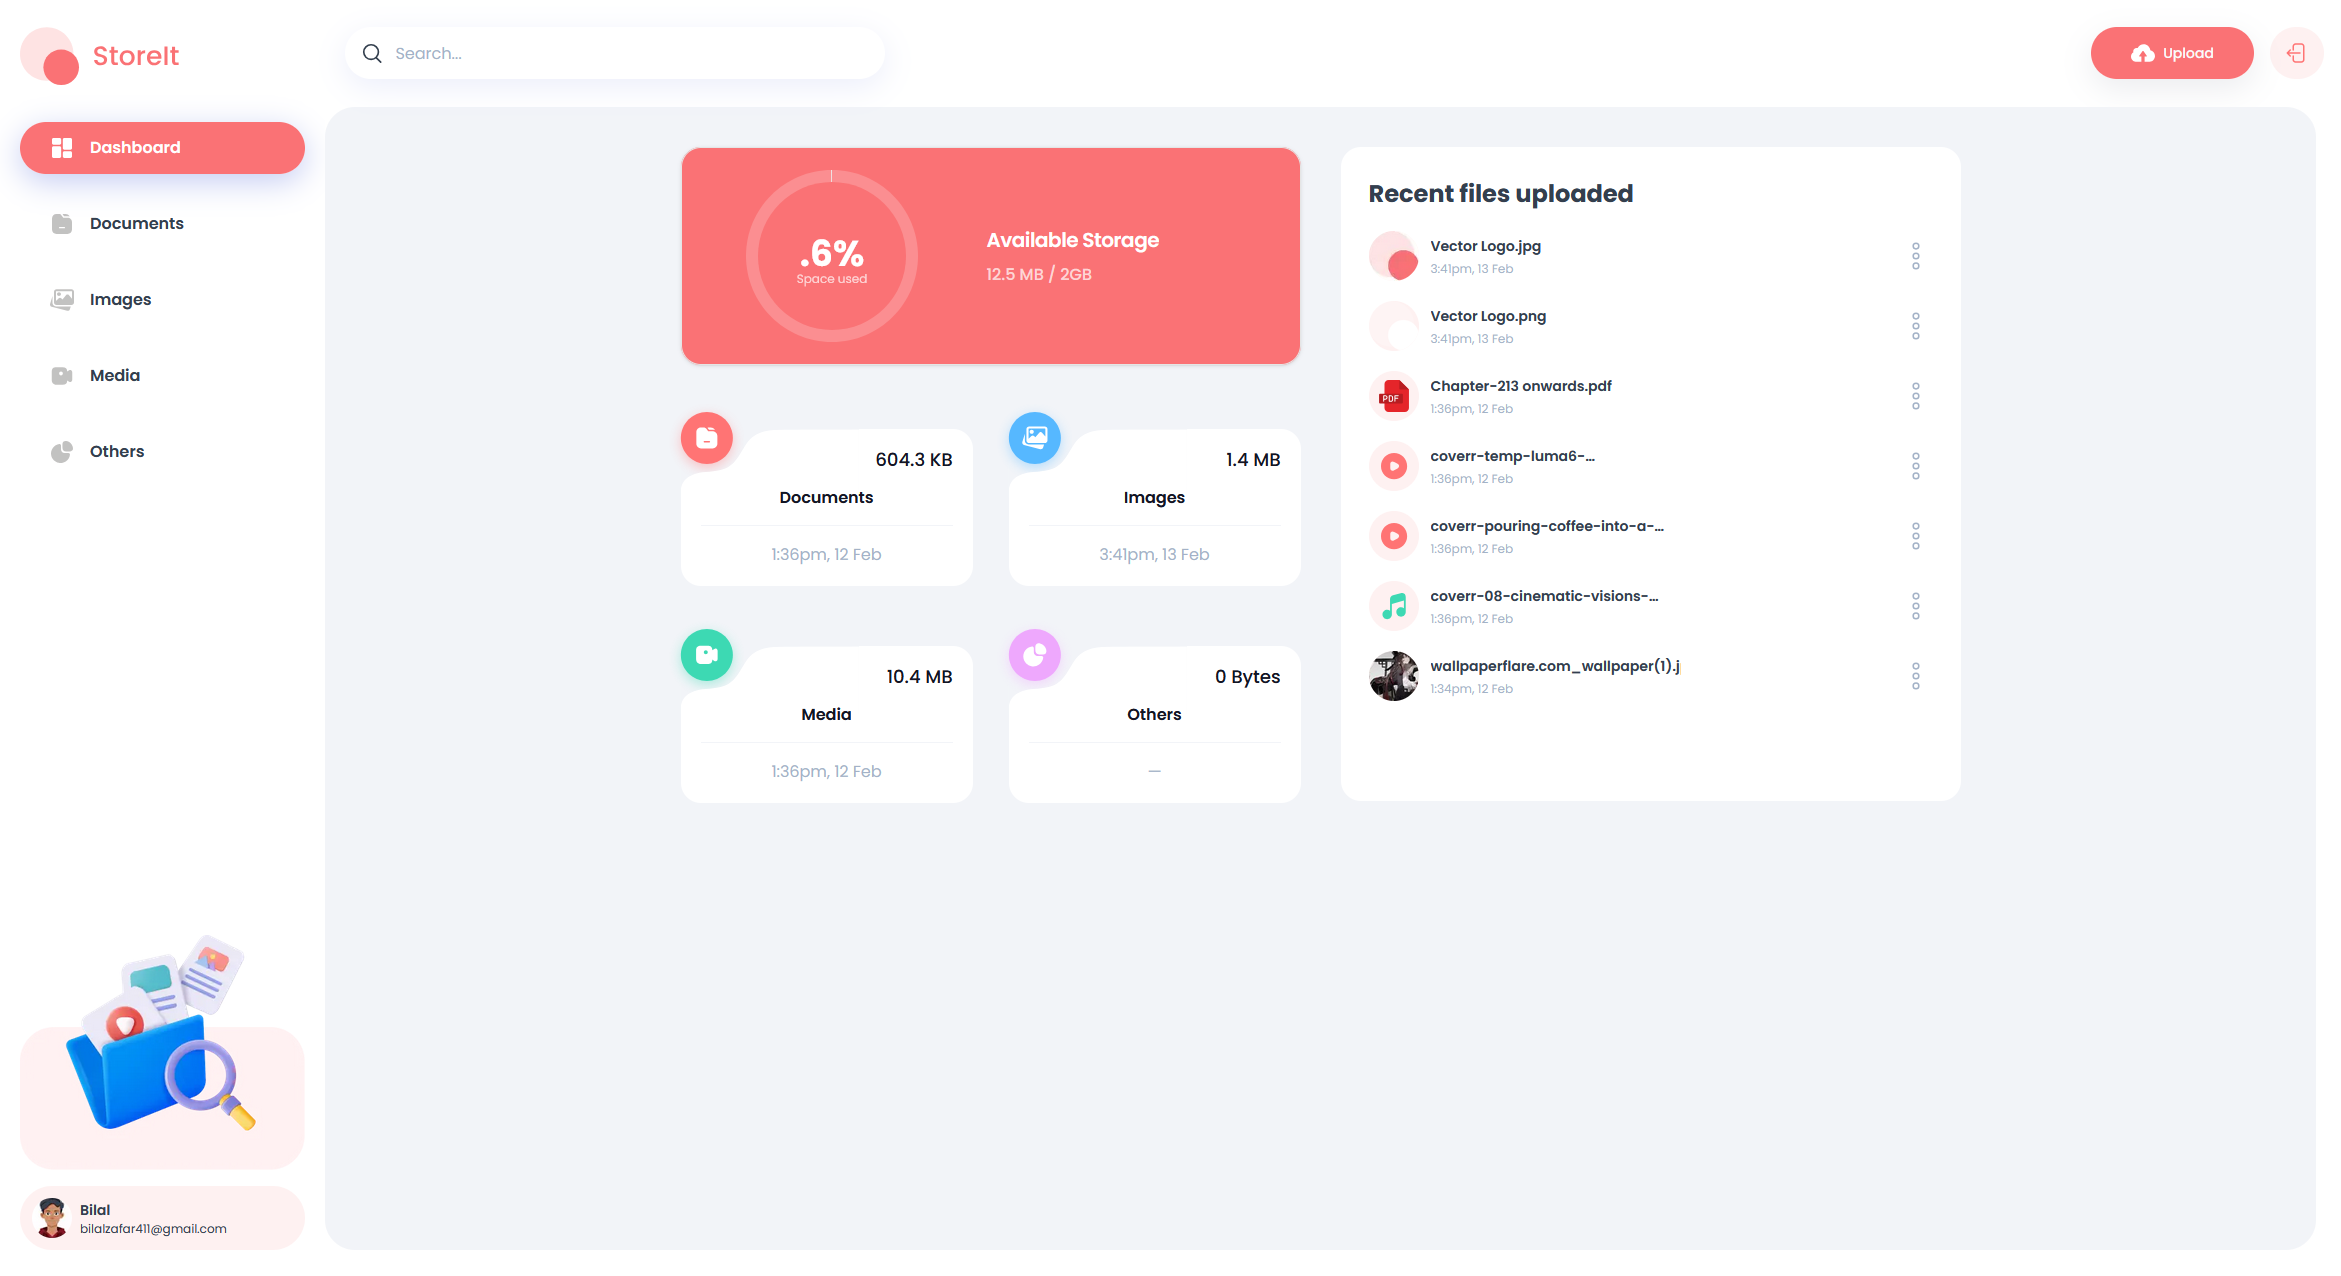 StoreIt
Search...
Upload
Dashboard
Documents
Images
Media
Others
.6%
Space used
Available Storage
12.5 MB / 2GB
604.3 KB
Documents
1:36pm, 12 Feb
1.4 MB
Images
3:41pm, 13 Feb
10.4 MB
Media
1:36pm, 12 Feb
0 Bytes
Others
—
Recent files uploaded
Vector Logo.jpg
3:41pm, 13 Feb
Vector Logo.png
3:41pm, 13 Feb
PDF
Chapter-213 onwards.pdf
1:36pm, 12 Feb
coverr-temp-luma6-...
1:36pm, 12 Feb
coverr-pouring-coffee-into-a-...
1:36pm, 12 Feb
coverr-08-cinematic-visions-...
1:36pm, 12 Feb
wallpaperflare.com_wallpaper(1).j
1:34pm, 12 Feb
Bilal
bilalzafar411@gmail.com